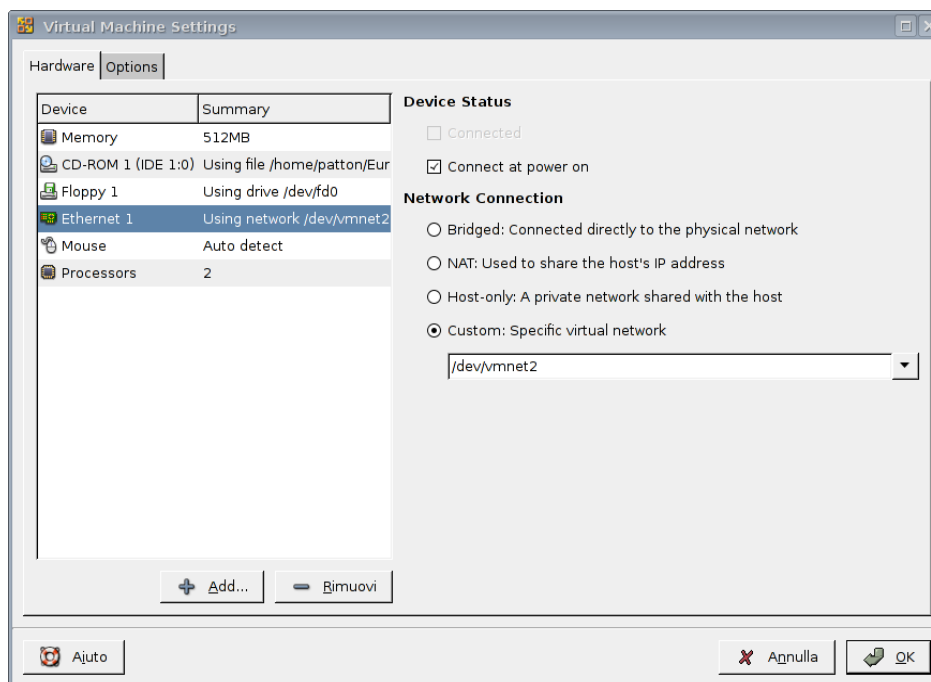 Virtual Machine Settings
Hardware Options
Device Summary
Memory 512MB
CD-ROM 1 (IDE 1:0) Using file /home/patton/Eur
Floppy 1 Using drive /dev/fd0
Ethernet 1 Using network /dev/vmnet2
Mouse Auto detect
Processors 2
Add... Rimuovi
Device Status
Connected
Connect at power on
Network Connection
Bridged: Connected directly to the physical network
NAT: Used to share the host's IP address
Host-only: A private network shared with the host
Custom: Specific virtual network
/dev/vmnet2
Aiuto Annulla OK